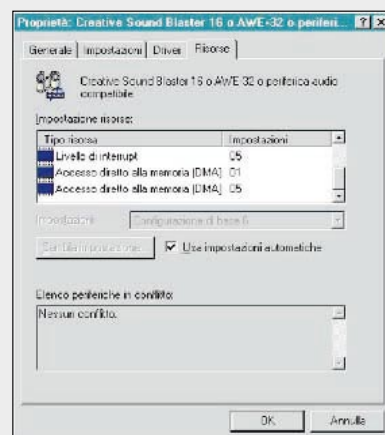 Proprietà: Creative Sound Blaster 16 o AWE-32 o periferi...
Generale Impostazioni Driver Risorse
Creative Sound Blaster 16 o AWE-32 o periferica audio
compatibile
Impostazione risorse:
Tipo risorsa Impostazioni
Livello di interrupt 05
Accesso diretto alla memoria (DMA) 01
Accesso diretto alla memoria (DMA) 05
Impostazioni: Configurazione di base 6
Cambia impostazione... Usa impostazioni automatiche
Elenco periferiche in conflitto:
Nessun conflitto.
OK Annulla